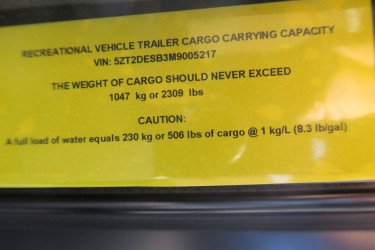 RECREATIONAL VEHICLE TRAILER CARGO CARRYING CAPACITY
VIN: 5ZT2DESB3M9005217
THE WEIGHT OF CARGO SHOULD NEVER EXCEED
1047 kg or 2309 lbs
CAUTION:
A full load of water equals 230 kg or 506 lbs of cargo @ 1 kg/L (8.3 lb/gal)